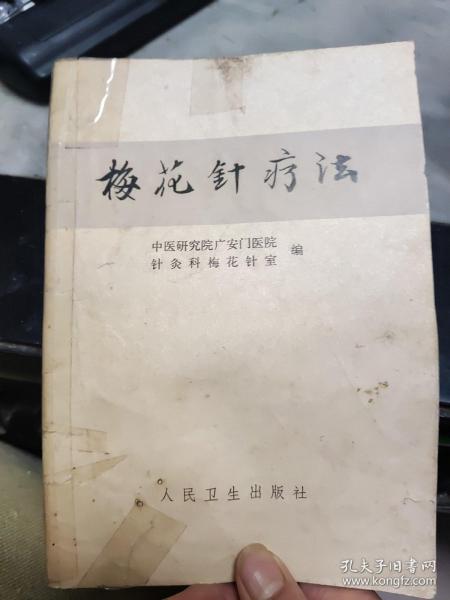 梅花针疗法
中医研究院广安门医院
针灸科梅花针室
编
人民卫生出版社
孔夫子旧书网
www.kongfz.com